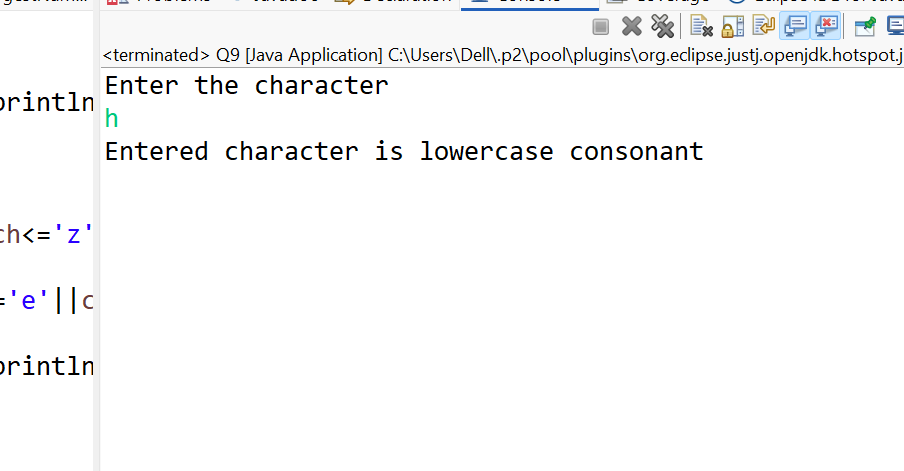 <terminated> Q9 [Java Application] C:\Users\Dell\.p2\pool\plugins\org.eclipse.justj.openjdk.hotspot.j
Enter the character
h
Entered character is lowercase consonant
println
ch<='z'
='e'||c
println